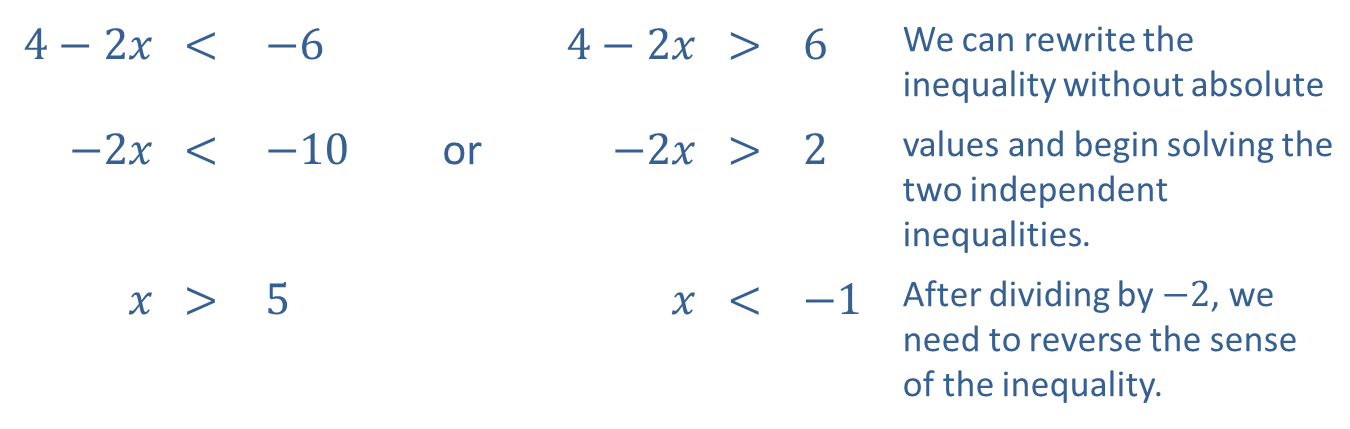 4 − 2x < −6 4 − 2x > 6 We can rewrite the
inequality without absolute
−2x < −10 or −2x > 2 values and begin solving the
two independent
inequalities.
x > 5 x < −1 After dividing by −2, we
need to reverse the sense
of the inequality.